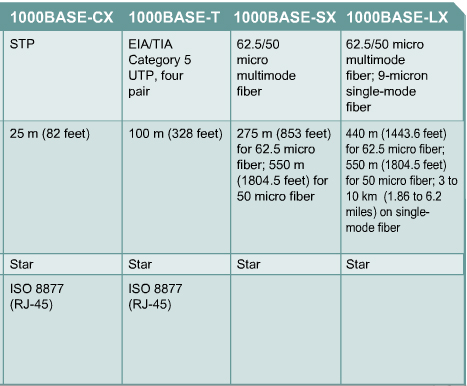 1000BASE-CX
1000BASE-T
1000BASE-SX
1000BASE-LX
STP
EIA/TIA
Category 5
UTP, four
pair
62.5/50
micro
multimode
fiber
62.5/50 micro
multimode
fiber; 9-micron
single-mode
fiber
25 m (82 feet)
100 m (328 feet)
275 m (853 feet)
for 62.5 micro
fiber; 550 m
(1804.5 feet) for
50 micro fiber
440 m (1443.6 feet)
for 62.5 micro fiber;
550 m (1804.5 feet)
for 50 micro fiber; 3 to
10 km (1.86 to 6.2
miles) on single-
mode fiber
Star
Star
Star
Star
ISO 8877
(RJ-45)
ISO 8877
(RJ-45)